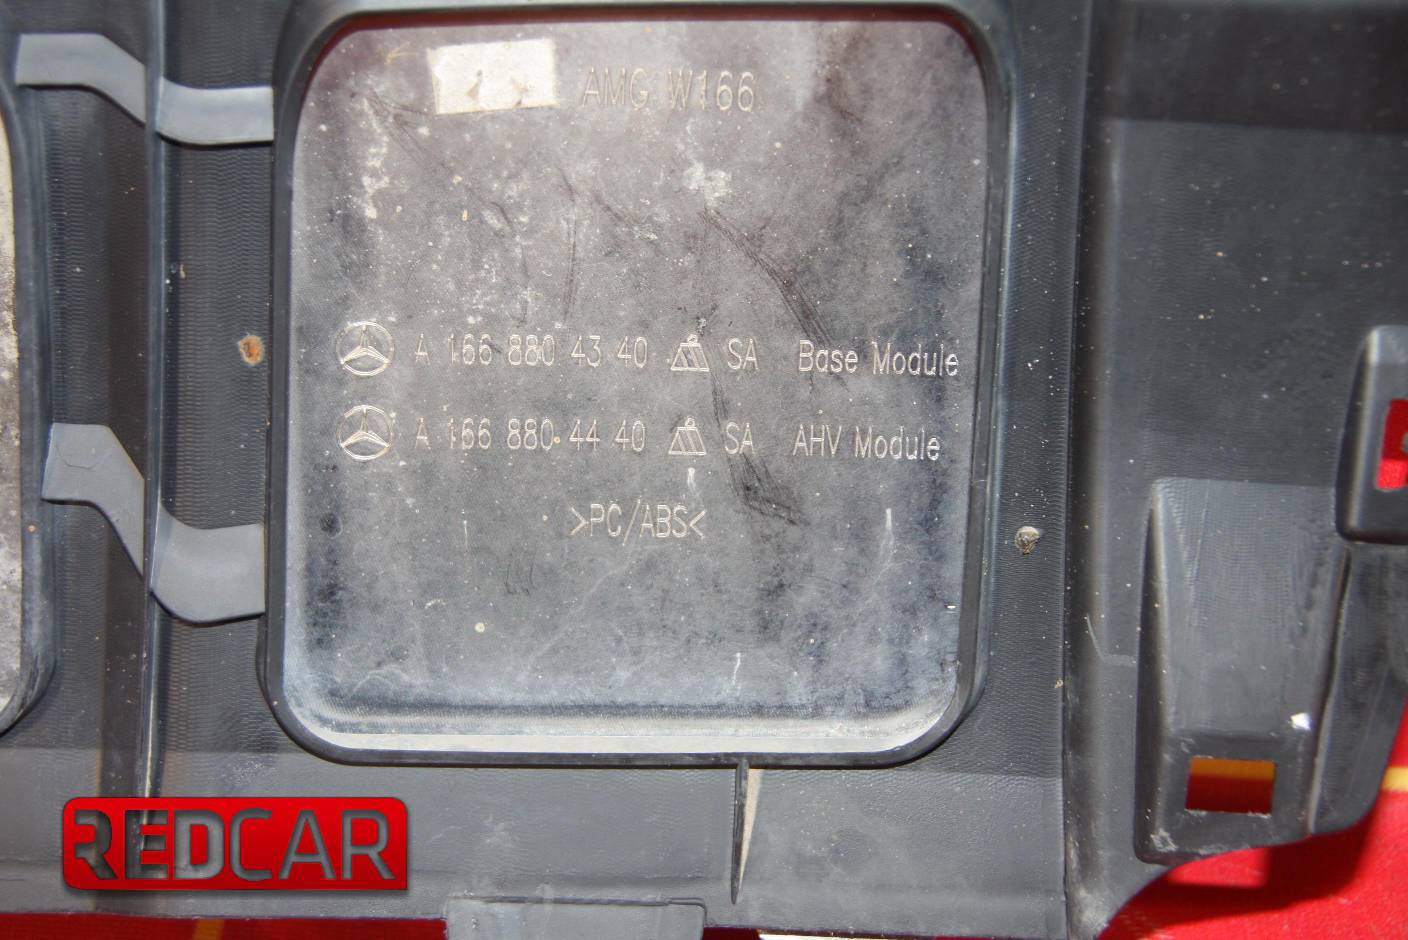 AMG W166
A 166 880 43 40 SA Base Module
A 166 880 44 40 SA AHV Module
>PC/ABS<
REDCAR